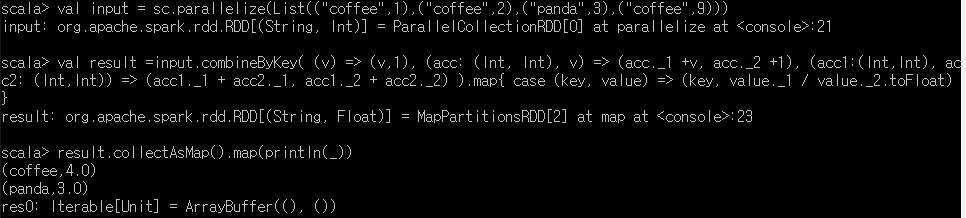 scala> val input = sc.parallelize(List(("coffee",1),("coffee",2),("panda",3),("coffee",9)))
input: org.apache.spark.rdd.RDD[(String, Int)] = ParallelCollectionRDD[0] at parallelize at <console>:21
scala> val result =input.combineByKey( (v) => (v,1), (acc: (Int, Int), v) => (acc._1 +v, acc._2 +1), (acc1:(Int,Int), ac
c2: (Int,Int)) => (acc1._1 + acc2._1, acc1._2 + acc2._2) ).map{ case (key, value) => (key, value._1 / value._2.toFloat)
}
result: org.apache.spark.rdd.RDD[(String, Float)] = MapPartitionsRDD[2] at map at <console>:23
scala> result.collectAsMap().map(println(_))
(coffee,4.0)
(panda,3.0)
res0: Iterable[Unit] = ArrayBuffer((), ())